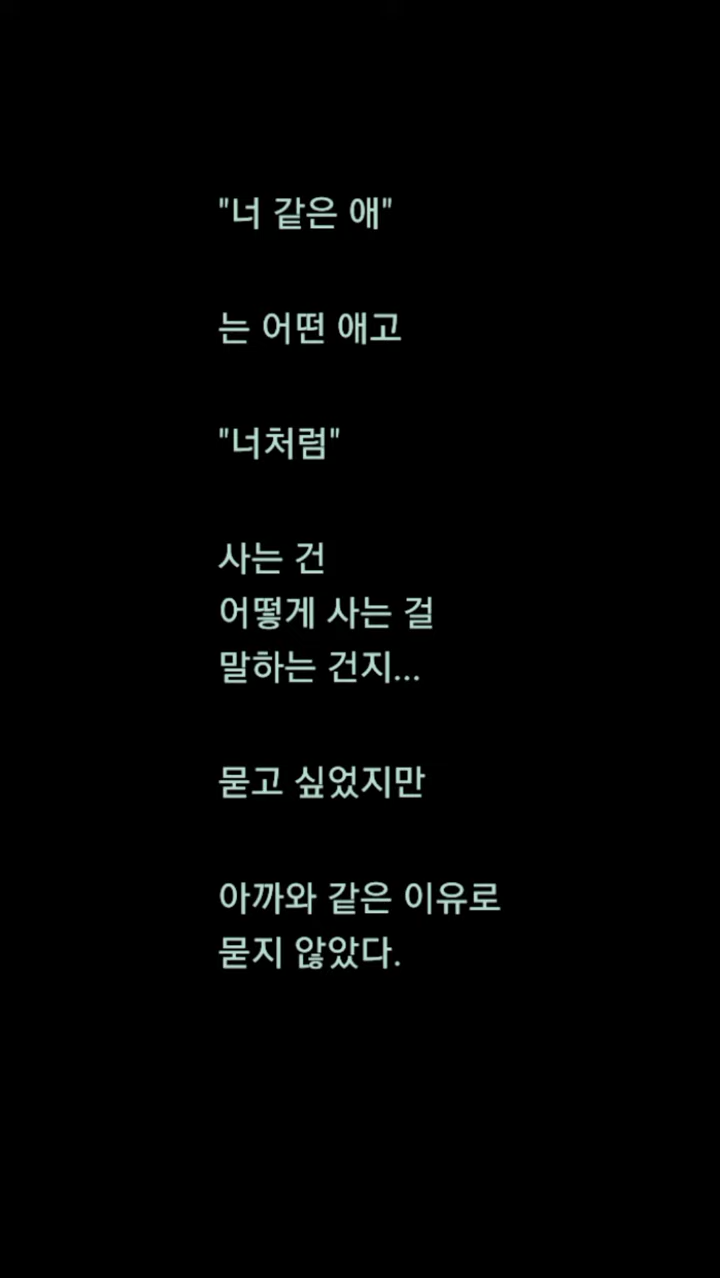 "너 같은 애"
는 어떤 애고
"너처럼"
사는 건
어떻게 사는 걸
말하는 건지...
묻고 싶었지만
아까와 같은 이유로
묻지 않았다.